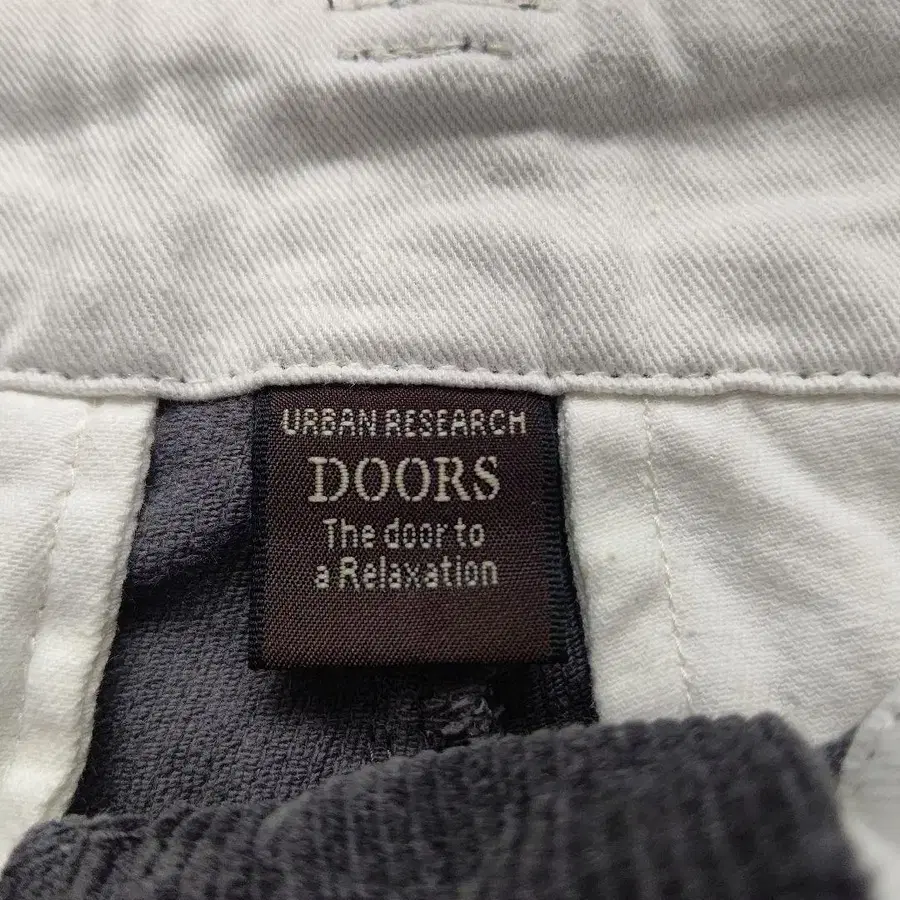 URBAN RESEARCH
DOORS
The door to
a Relaxation